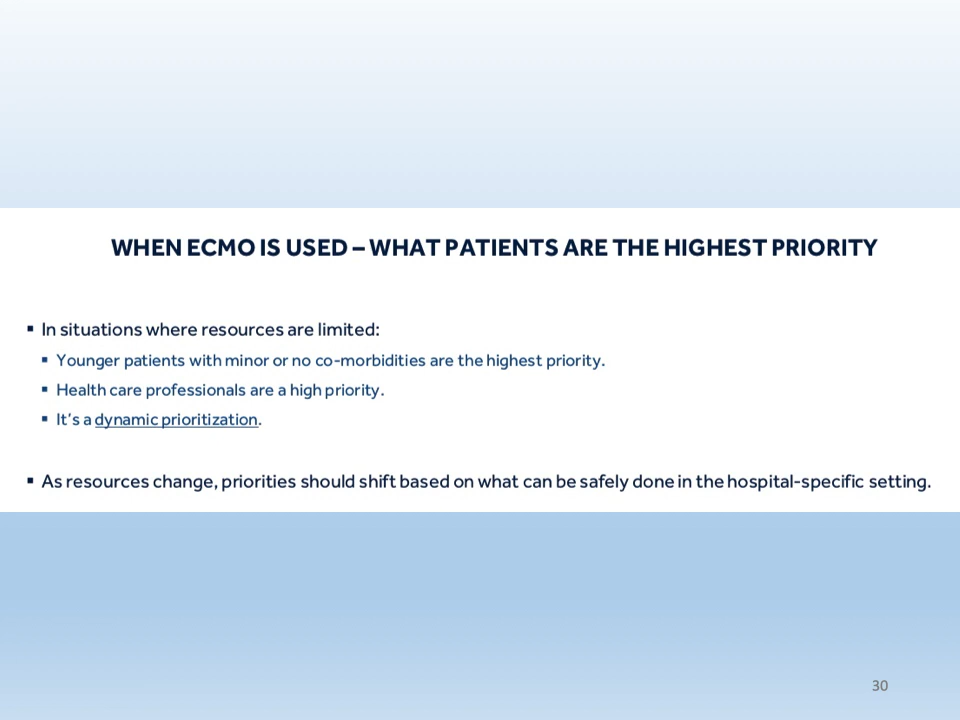 WHEN ECMO IS USED – WHAT PATIENTS ARE THE HIGHEST PRIORITY
▪ In situations where resources are limited:
▪ Younger patients with minor or no co-morbidities are the highest priority.
▪ Health care professionals are a high priority.
▪ It's a dynamic prioritization.
▪ As resources change, priorities should shift based on what can be safely done in the hospital-specific setting.
30